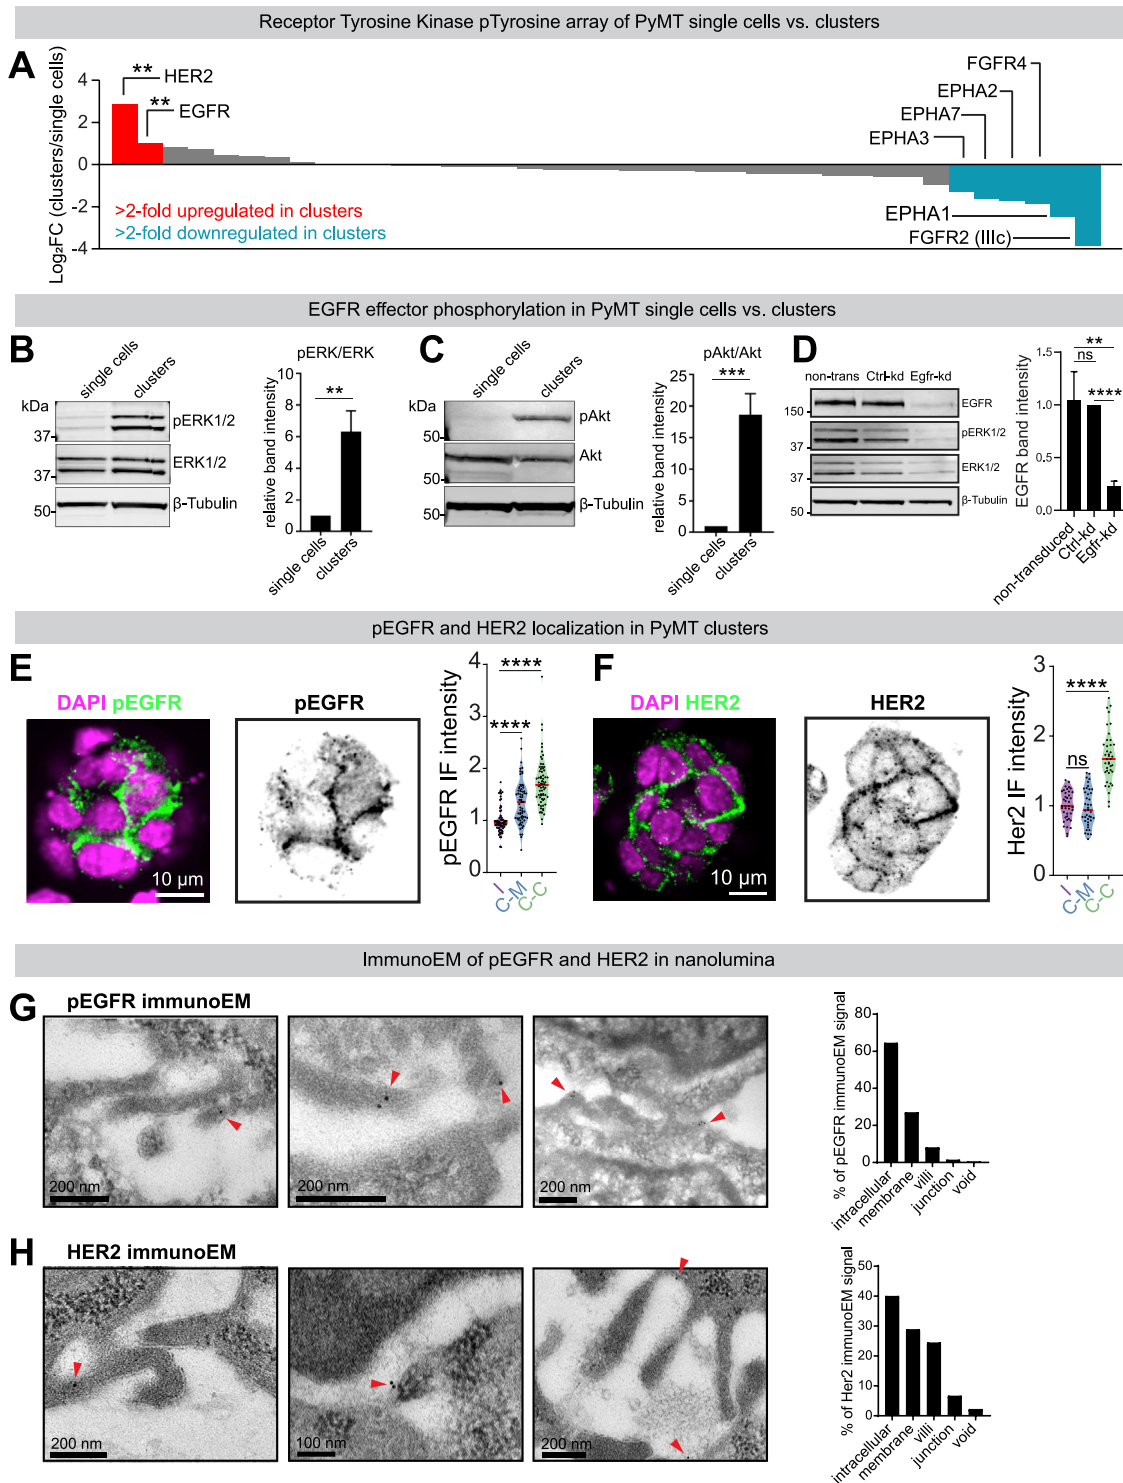 Receptor Tyrosine Kinase pTyrosine array of PyMT single cells vs. clusters
A
Log₂FC (clusters/single cells)
4
2
0
-2
-4
** HER2
** EGFR
FGFR4
EPHA2
EPHA7
EPHA3
EPHA1
FGFR2 (IIIc)
>2-fold upregulated in clusters
>2-fold downregulated in clusters
EGFR effector phosphorylation in PyMT single cells vs. clusters
B
single cells
clusters
kDa
37
37
50
pERK1/2
ERK1/2
β-Tubulin
pERK/ERK
relative band intensity
10
8
6
4
2
0
**
single cells
clusters
C
single cells
clusters
kDa
50
50
50
pAkt
Akt
β-Tubulin
pAkt/Akt
relative band intensity
25
20
15
10
5
0
***
single cells
clusters
D
non-trans Ctrl-kd Egfr-kd
150
37
37
50
EGFR
pERK1/2
ERK1/2
β-Tubulin
EGFR band intensity
1.5
1.0
0.5
0.0
**
ns
****
non-transduced
Ctrl-kd
Egfr-kd
pEGFR and HER2 localization in PyMT clusters
E
DAPI pEGFR
10 µm
pEGFR
pEGFR IF intensity
4
3
2
1
0
****
****
I
C-M
C-C
F
DAPI HER2
10 µm
HER2
Her2 IF intensity
3
2
1
0
****
ns
I
C-M
C-C
ImmunoEM of pEGFR and HER2 in nanolumina
G
pEGFR immunoEM
200 nm
200 nm
200 nm
% of pEGFR immunoEM signal
80
60
40
20
0
intracellular
membrane
villi
junction
void
H
HER2 immunoEM
200 nm
100 nm
200 nm
% of Her2 immunoEM signal
50
40
30
20
10
0
intracellular
membrane
villi
junction
void